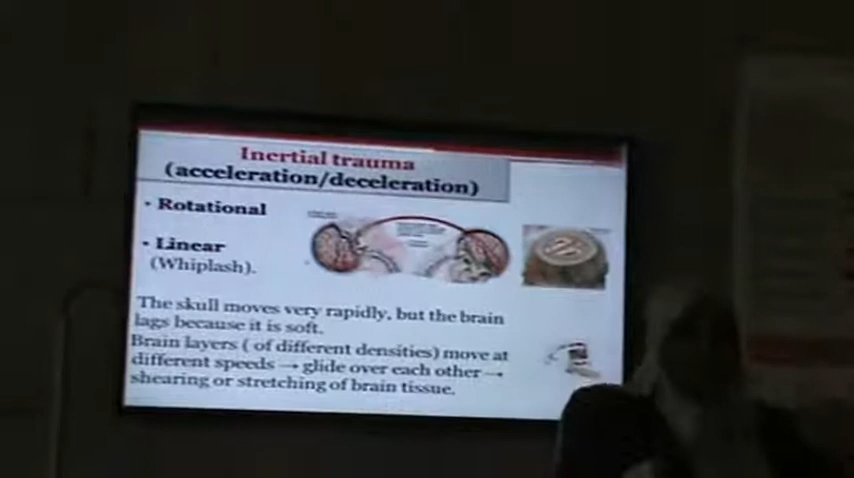 Inertial trauma
(acceleration/deceleration)
• Rotational
• Linear
(Whiplash).
The skull moves very rapidly, but the brain
lags because it is soft.
Brain layers ( of different densities) move at
different speeds → glide over each other →
shearing or stretching of brain tissue.